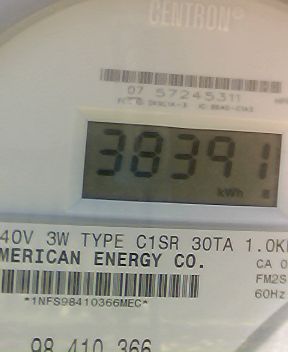 CENTRON®
07 57245311
38391
kWh
40V 3W TYPE C1SR 30TA 1.0K
MERICAN ENERGY CO.
CA 0
FM2S
60Hz
*1NFS98410366MEC*
98 410 366